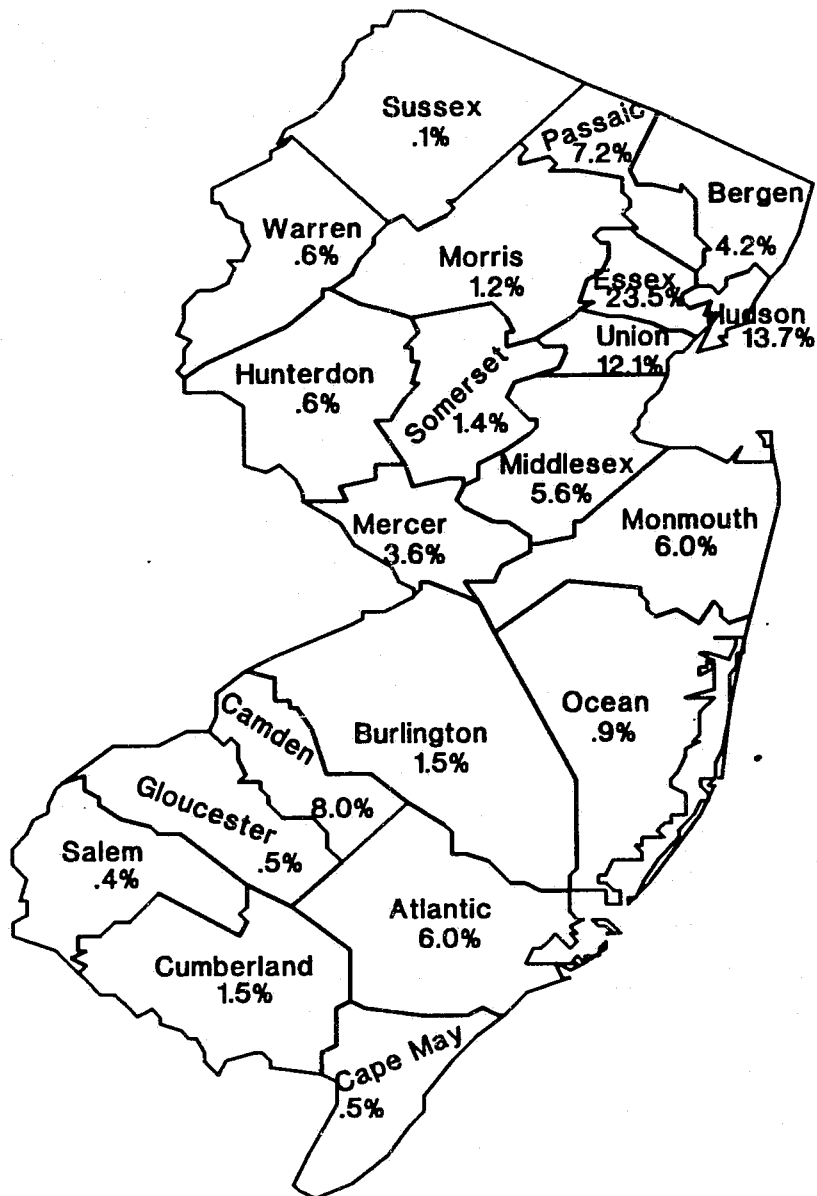 Sussex
.1%
Passaic
7.2%
Bergen
4.2%
Warren
.6%
Morris
1.2%
Essex
23.5%
Hudson
13.7%
Union
12.1%
Hunterdon
.6%
Somerset
1.4%
Middlesex
5.6%
Mercer
3.6%
Monmouth
6.0%
Ocean
.9%
Camden
8.0%
Burlington
1.5%
Gloucester
.5%
Salem
.4%
Atlantic
6.0%
Cumberland
1.5%
Cape May
.5%